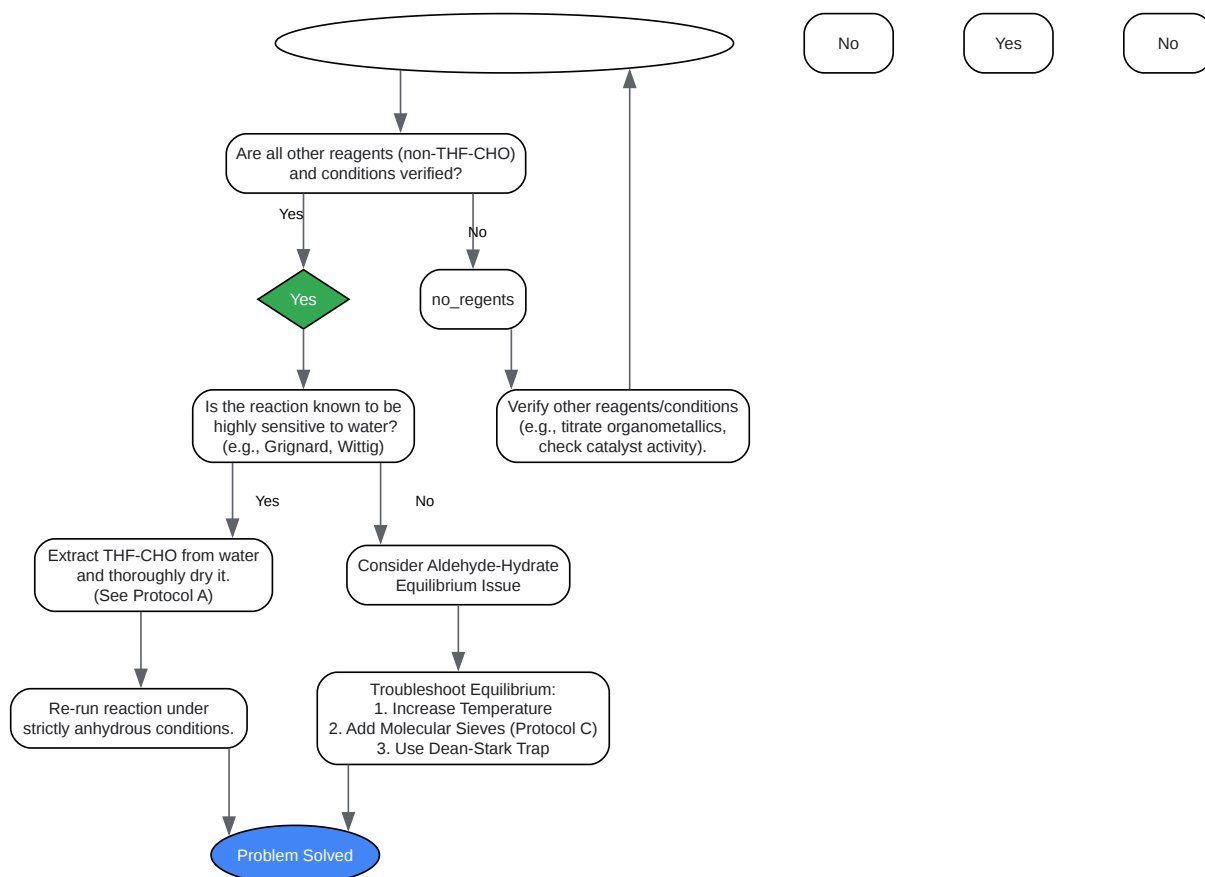 No
Yes
No
Are all other reagents (non-THF-CHO)
and conditions verified?
Yes
No
Yes
no_regents
Is the reaction known to be
highly sensitive to water?
(e.g., Grignard, Wittig)
Verify other reagents/conditions
(e.g., titrate organometallics,
check catalyst activity).
Yes
No
Extract THF-CHO from water
and thoroughly dry it.
(See Protocol A)
Consider Aldehyde-Hydrate
Equilibrium Issue
Re-run reaction under
strictly anhydrous conditions.
Troubleshoot Equilibrium:
1. Increase Temperature
2. Add Molecular Sieves (Protocol C)
3. Use Dean-Stark Trap
Problem Solved